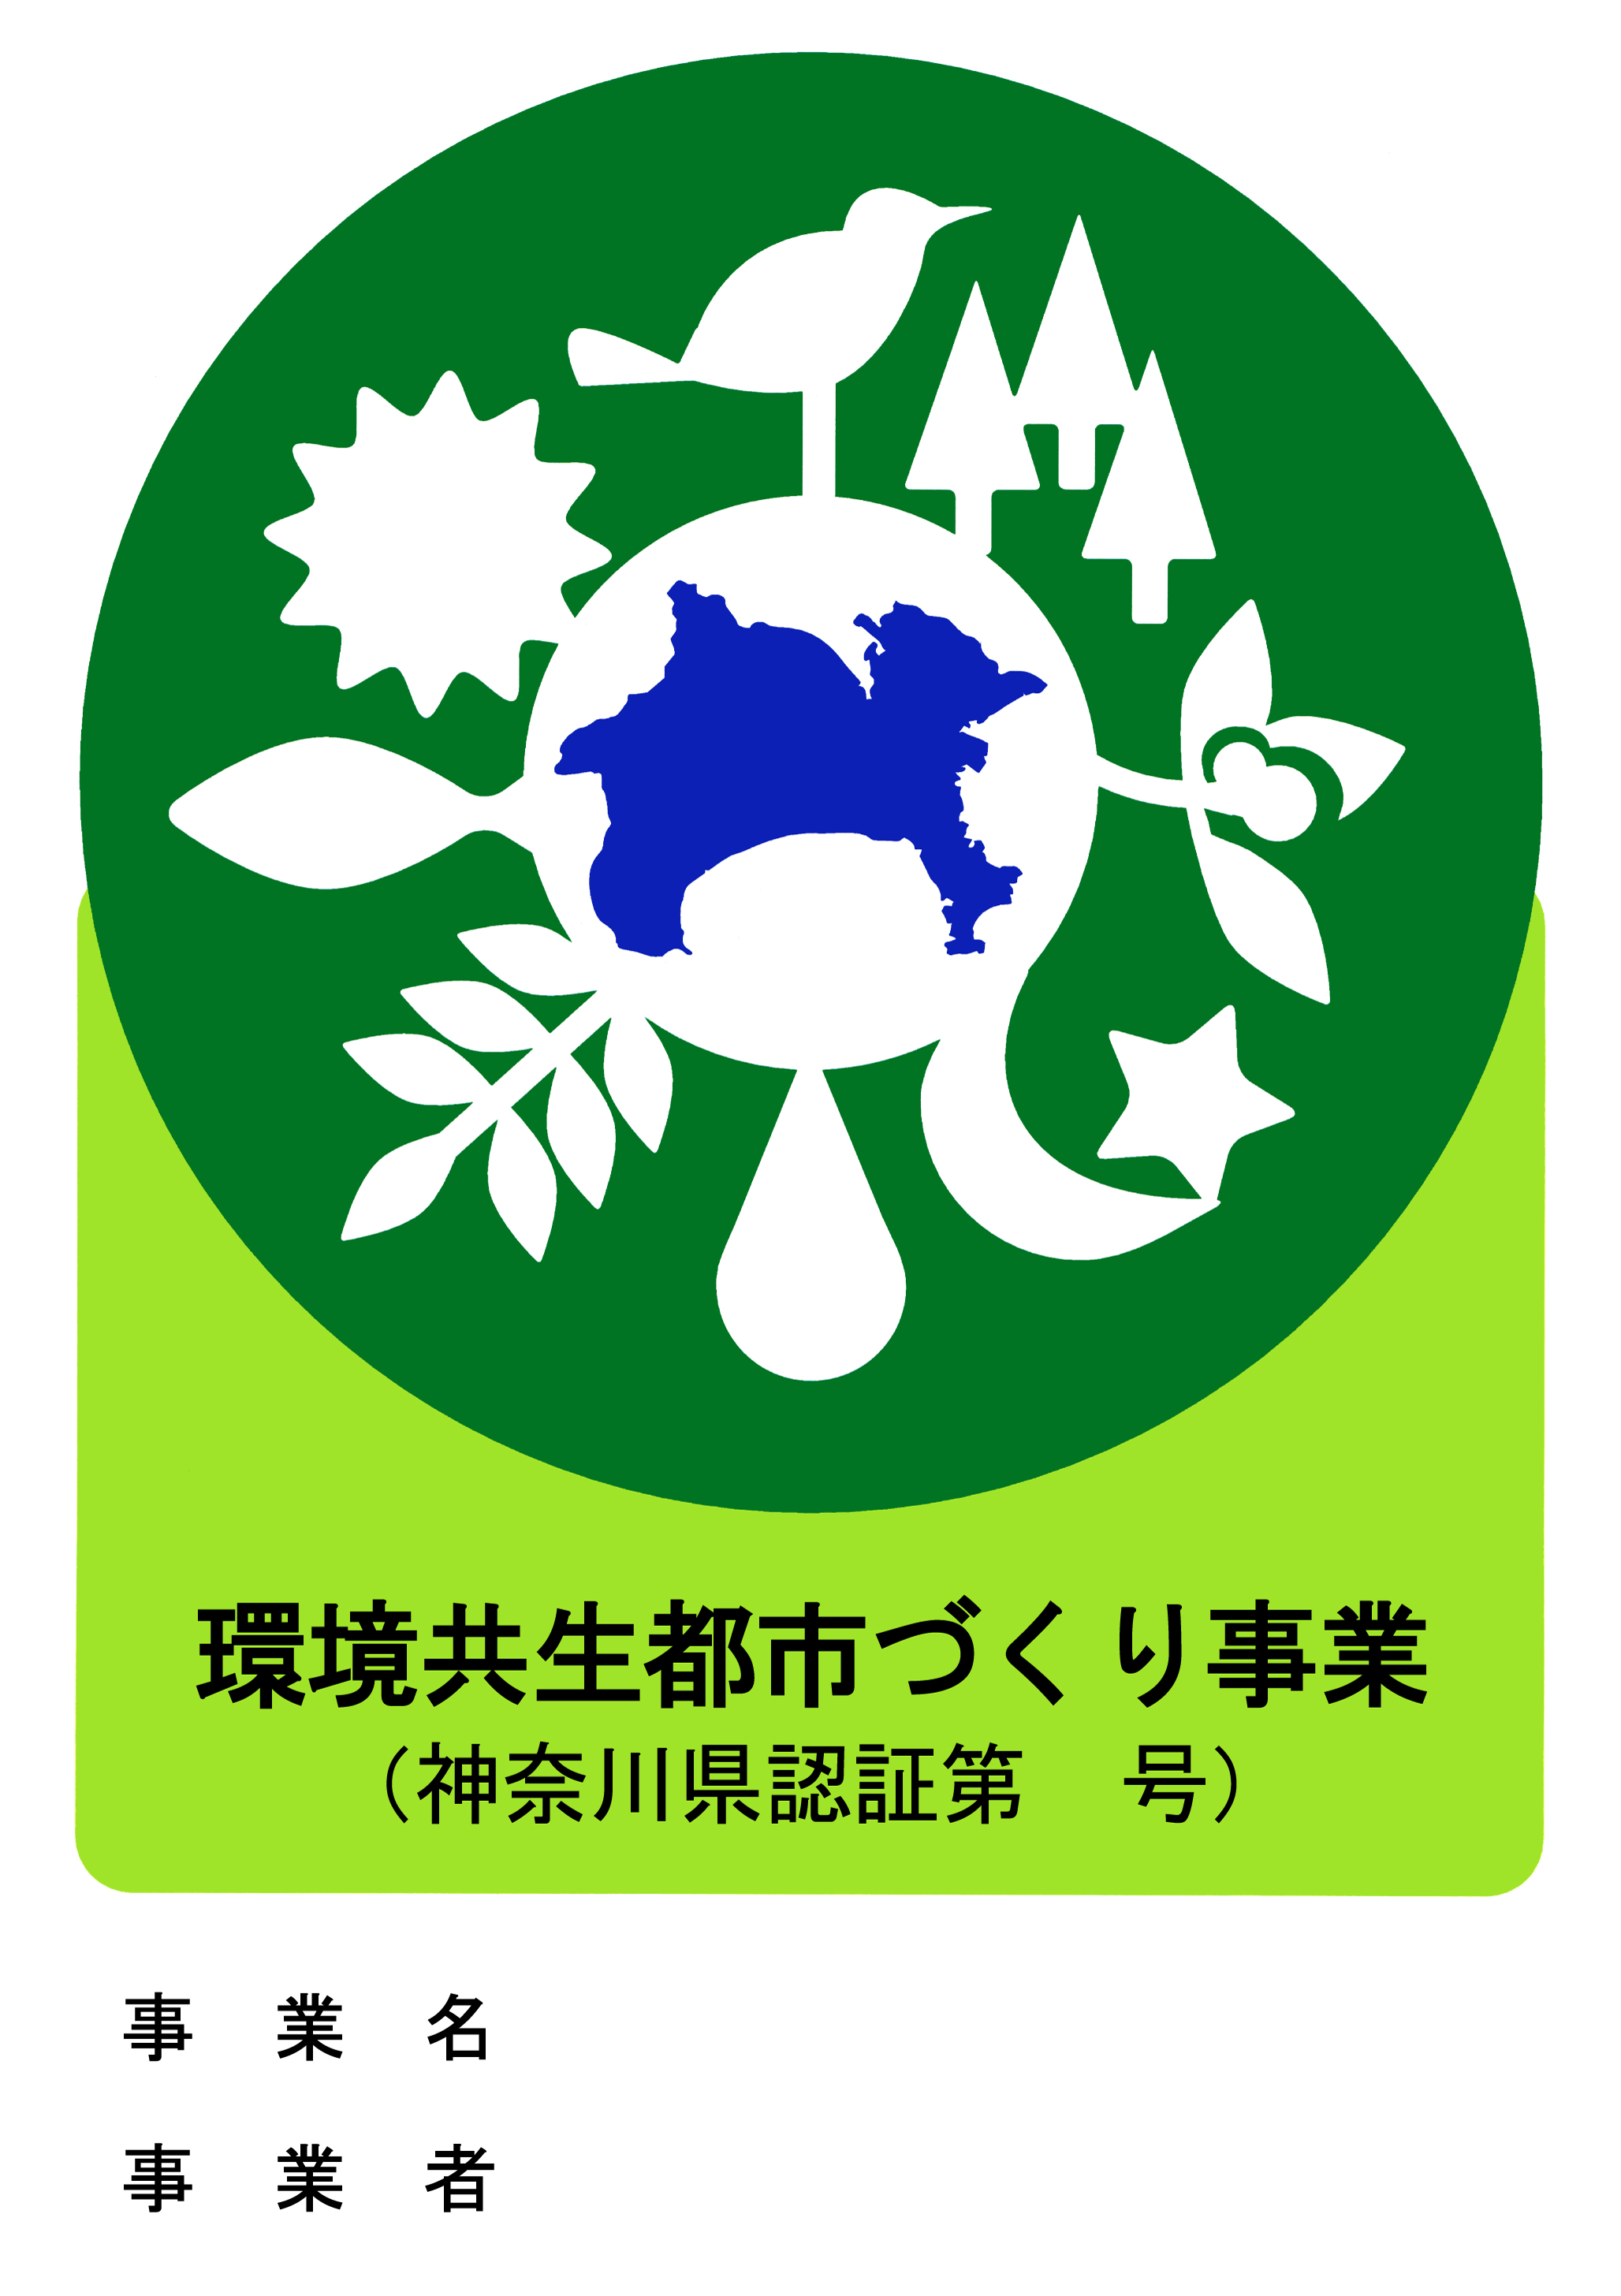 環境共生都市づくり事業
（神奈川県認証第　　号）
事　業　名
事　業　者